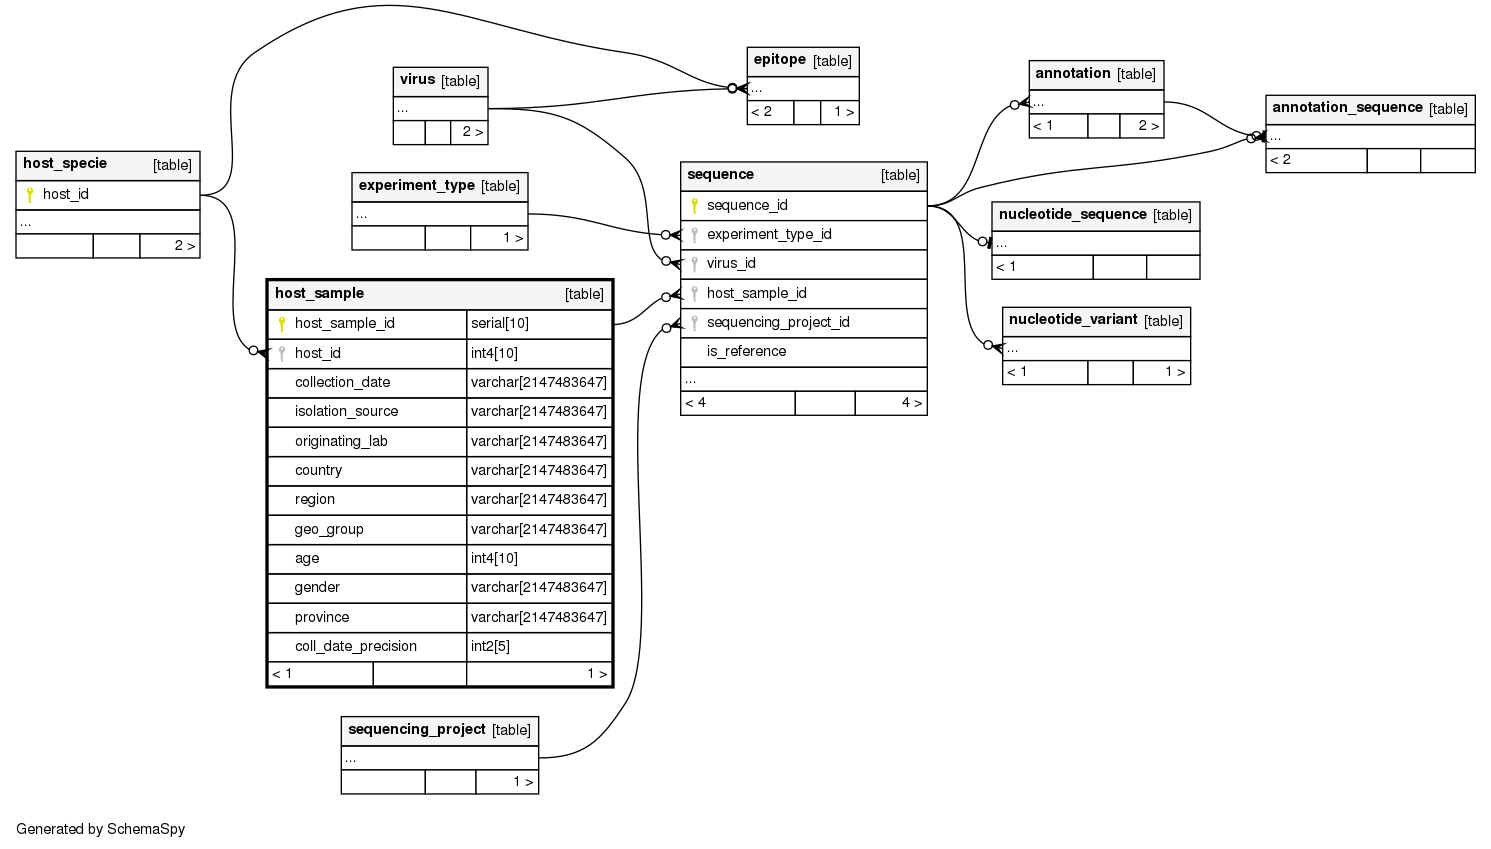 host_specie [table]
host_id
...
2 >
virus [table]
...
2 >
experiment_type [table]
...
1 >
host_sample [table]
host_sample_id serial[10]
host_id int4[10]
collection_date varchar[2147483647]
isolation_source varchar[2147483647]
originating_lab varchar[2147483647]
country varchar[2147483647]
region varchar[2147483647]
geo_group varchar[2147483647]
age int4[10]
gender varchar[2147483647]
province varchar[2147483647]
coll_date_precision int2[5]
< 1 1 >
sequencing_project [table]
...
1 >
epitope [table]
...
< 2 1 >
sequence [table]
sequence_id
experiment_type_id
virus_id
host_sample_id
sequencing_project_id
is_reference
...
< 4 4 >
annotation [table]
...
< 1 2 >
annotation_sequence [table]
...
< 2
nucleotide_sequence [table]
...
< 1
nucleotide_variant [table]
...
< 1 1 >
Generated by SchemaSpy